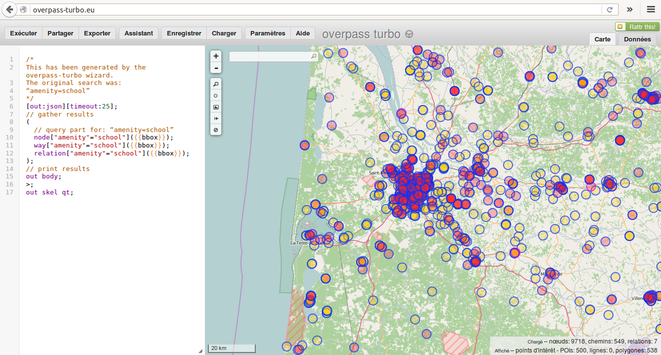 overpass-turbo.eu
Rattr this!
Exécuter Partager Exporter Assistant Enregistrer Charger Paramètres Aide overpass turbo Carte Données
1 /*
2 This has been generated by the
overpass-turbo wizard.
3 The original search was:
4 “amenity=school”
5 */
6 [out:json][timeout:25];
7 // gather results
8 (
9 // query part for: “amenity=school”
10 node["amenity"="school"]({{bbox}});
11 way["amenity"="school"]({{bbox}});
12 relation["amenity"="school"]({{bbox}});
13 );
14 // print results
15 out body;
16 >;
17 out skel qt;
+
-
20 km
Chargé – nœuds: 9718, chemins: 549, relations: 7
Affiché – points d'intérêt - POIs: 500, lignes: 0, polygones: 538